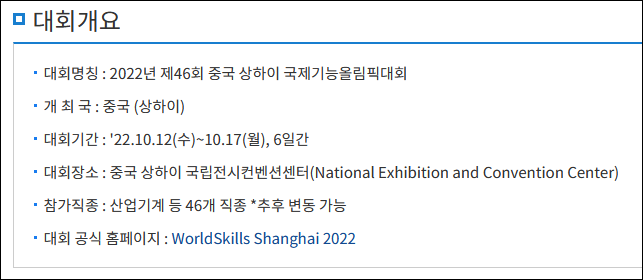 대회개요
대회명칭 : 2022년 제46회 중국 상하이 국제기능올림픽대회
개 최 국 : 중국 (상하이)
대회기간 : '22.10.12(수)~10.17(월), 6일간
대회장소 : 중국 상하이 국립전시컨벤션센터(National Exhibition and Convention Center)
참가직종 : 산업기계 등 46개 직종 *추후 변동 가능
대회 공식 홈페이지 : WorldSkills Shanghai 2022